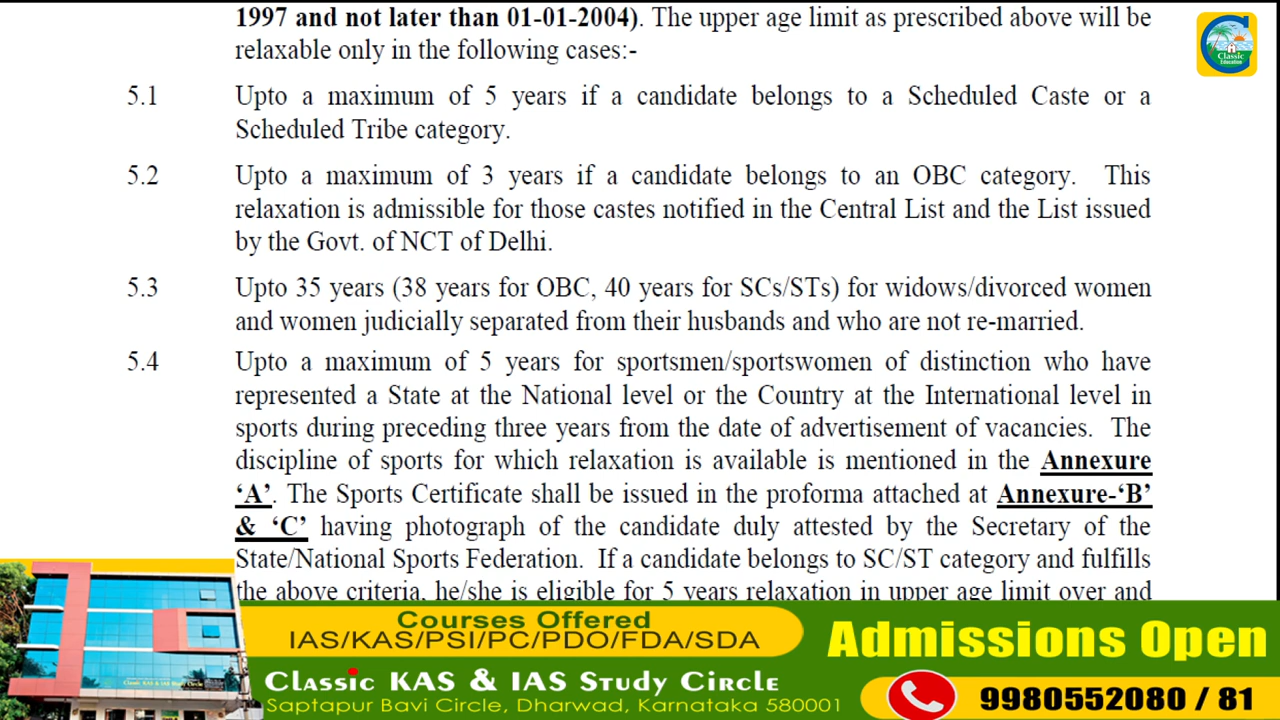 1997 and not later than 01-01-2004). The upper age limit as prescribed above will be
relaxable only in the following cases:-
Classic
Education
5.1 Upto a maximum of 5 years if a candidate belongs to a Scheduled Caste or a
Scheduled Tribe category.
5.2 Upto a maximum of 3 years if a candidate belongs to an OBC category. This
relaxation is admissible for those castes notified in the Central List and the List issued
by the Govt. of NCT of Delhi.
5.3 Upto 35 years (38 years for OBC, 40 years for SCs/STs) for widows/divorced women
and women judicially separated from their husbands and who are not re-married.
5.4 Upto a maximum of 5 years for sportsmen/sportswomen of distinction who have
represented a State at the National level or the Country at the International level in
sports during preceding three years from the date of advertisement of vacancies. The
discipline of sports for which relaxation is available is mentioned in the Annexure
‘A’. The Sports Certificate shall be issued in the proforma attached at Annexure-‘B’
& ‘C’ having photograph of the candidate duly attested by the Secretary of the
State/National Sports Federation. If a candidate belongs to SC/ST category and fulfills
the above criteria, he/she is eligible for 5 years relaxation in upper age limit over and
Courses Offered
IAS/KAS/PSI/PC/PDO/FDA/SDA
Classic KAS & IAS Study Circle
Saptapur Bavi Circle, Dharwad, Karnataka 580001
Admissions Open
9980552080 / 81